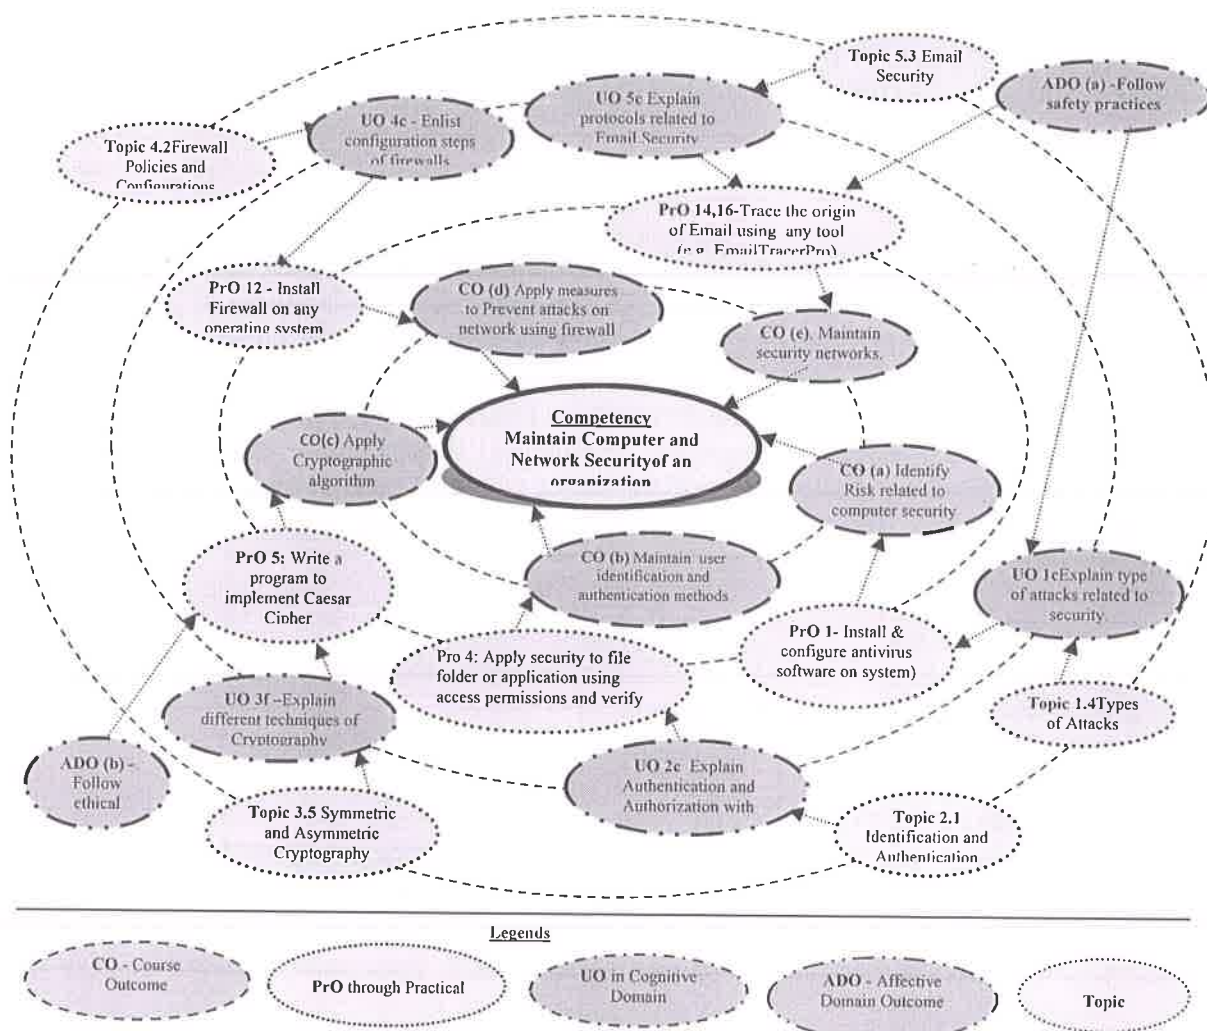 Topic 5.3 Email
Security
ADO (a) -Follow
safety practices
UO 5c Explain
protocols related to
Email Security
UO 4c - Enlist
configuration steps
of firewalls
Topic 4.2Firewall
Policies and
Configurations
PrO 14,16-Trace the origin
of Email using any tool
(e.g. EmailTracerPro)
PrO 12 - Install
Firewall on any
operating system
CO (d) Apply measures
to Prevent attacks on
network using firewall
CO (e). Maintain
security networks.
Competency
Maintain Computer and
Network Securityof an
organization
CO(c) Apply
Cryptographic
algorithm
CO (a) Identify
Risk related to
computer security
PrO 5: Write a
program to
implement Caesar
Cipher
CO (b) Maintain user
identification and
authentication methods
UO 1cExplain type
of attacks related to
security.
PrO 1- Install &
configure antivirus
software on system)
Pro 4: Apply security to file
folder or application using
access permissions and verify
UO 3f –Explain
different techniques of
Cryptography
Topic 1.4Types
of Attacks
ADO (b) -
Follow
ethical
UO 2c Explain
Authentication and
Authorization with
Topic 3.5 Symmetric
and Asymmetric
Cryptography
Topic 2.1
Identification and
Authentication
Legends
CO - Course
Outcome
PrO through Practical
UO in Cognitive
Domain
ADO - Affective
Domain Outcome
Topic